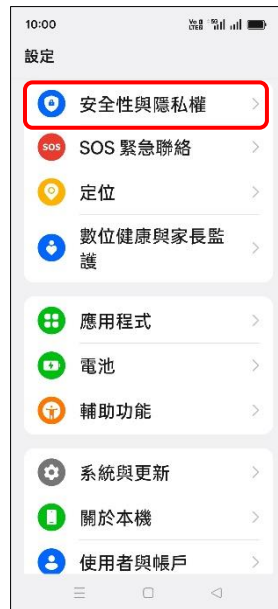 10:00
設定
安全性與隱私權
SOS
SOS 緊急聯絡
定位
數位健康與家長監
護
應用程式
電池
輔助功能
系統與更新
關於本機
使用者與帳戶